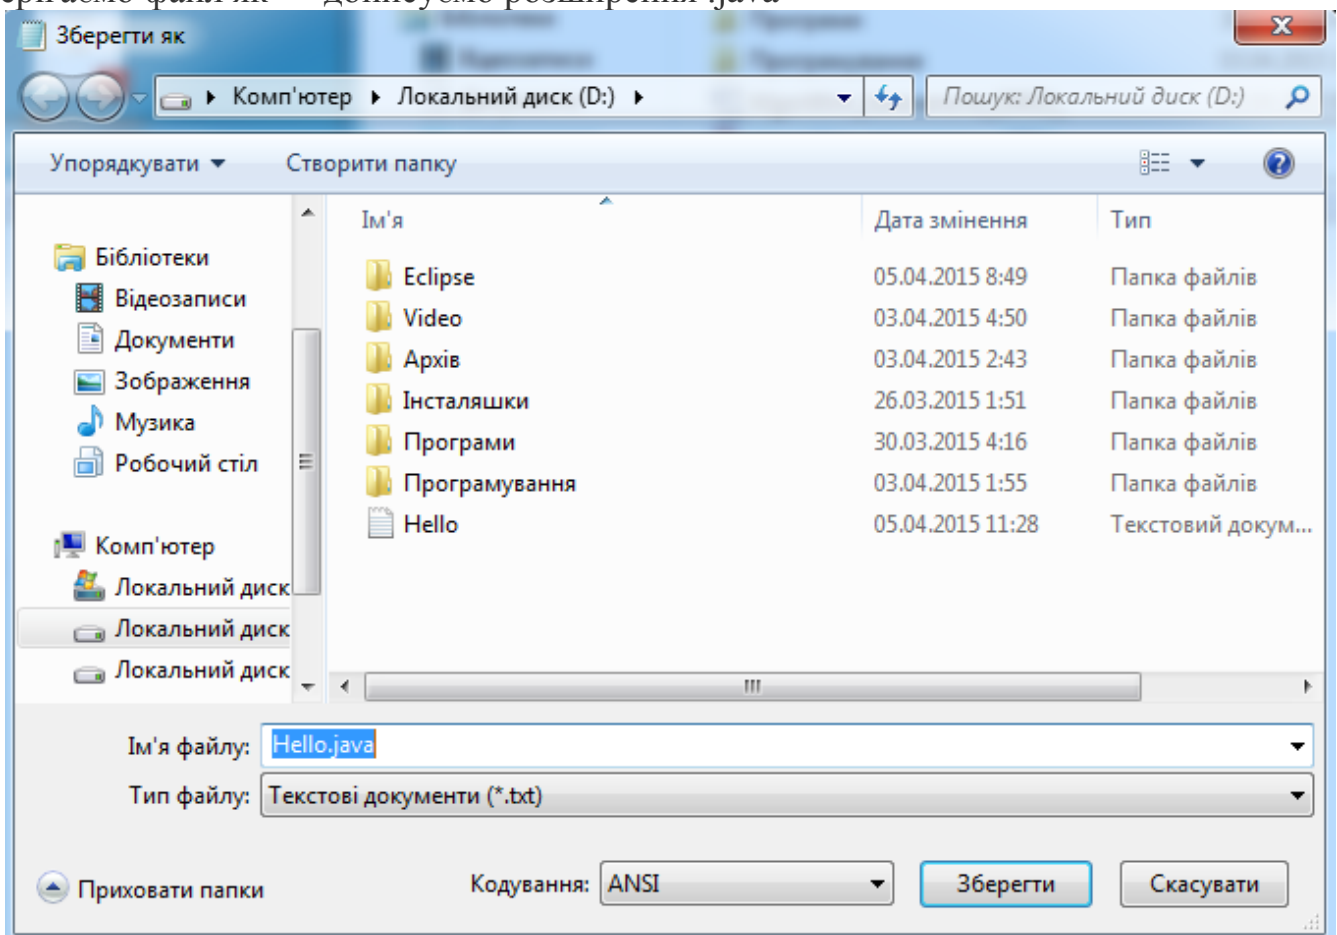 дописуємо розширення .java
Зберегти як
Комп'ютер Локальний диск (D:)
Пошук: Локальний диск (D:)
Упорядкувати Створити папку
Ім'я Дата змінення Тип
Бібліотеки
Відеозаписи
Документи
Зображення
Музика
Робочий стіл
Комп'ютер
Локальний диск
Локальний диск
Локальний диск
Eclipse 05.04.2015 8:49 Папка файлів
Video 03.04.2015 4:50 Папка файлів
Архів 03.04.2015 2:43 Папка файлів
Інсталяшки 26.03.2015 1:51 Папка файлів
Програми 30.03.2015 4:16 Папка файлів
Програмування 03.04.2015 1:55 Папка файлів
Hello 05.04.2015 11:28 Текстовий докум...
Ім'я файлу: Hello.java
Тип файлу: Текстові документи (*.txt)
Приховати папки Кодування: ANSI Зберегти Скасувати